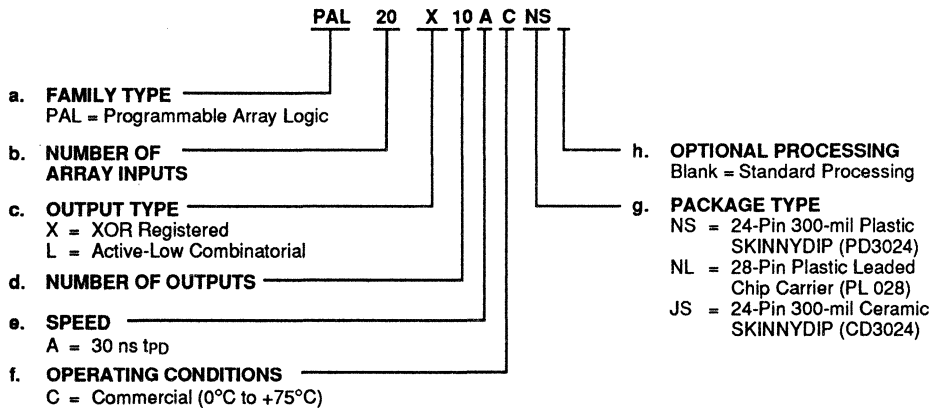 PAL 20 X 10 A C NS
a. FAMILY TYPE
PAL = Programmable Array Logic
b. NUMBER OF
ARRAY INPUTS
c. OUTPUT TYPE
X = XOR Registered
L = Active-Low Combinatorial
d. NUMBER OF OUTPUTS
e. SPEED
A = 30 ns tPD
f. OPERATING CONDITIONS
C = Commercial (0°C to +75°C)
h. OPTIONAL PROCESSING
Blank = Standard Processing
g. PACKAGE TYPE
NS = 24-Pin 300-mil Plastic
SKINNYDIP (PD3024)
NL = 28-Pin Plastic Leaded
Chip Carrier (PL 028)
JS = 24-Pin 300-mil Ceramic
SKINNYDIP (CD3024)